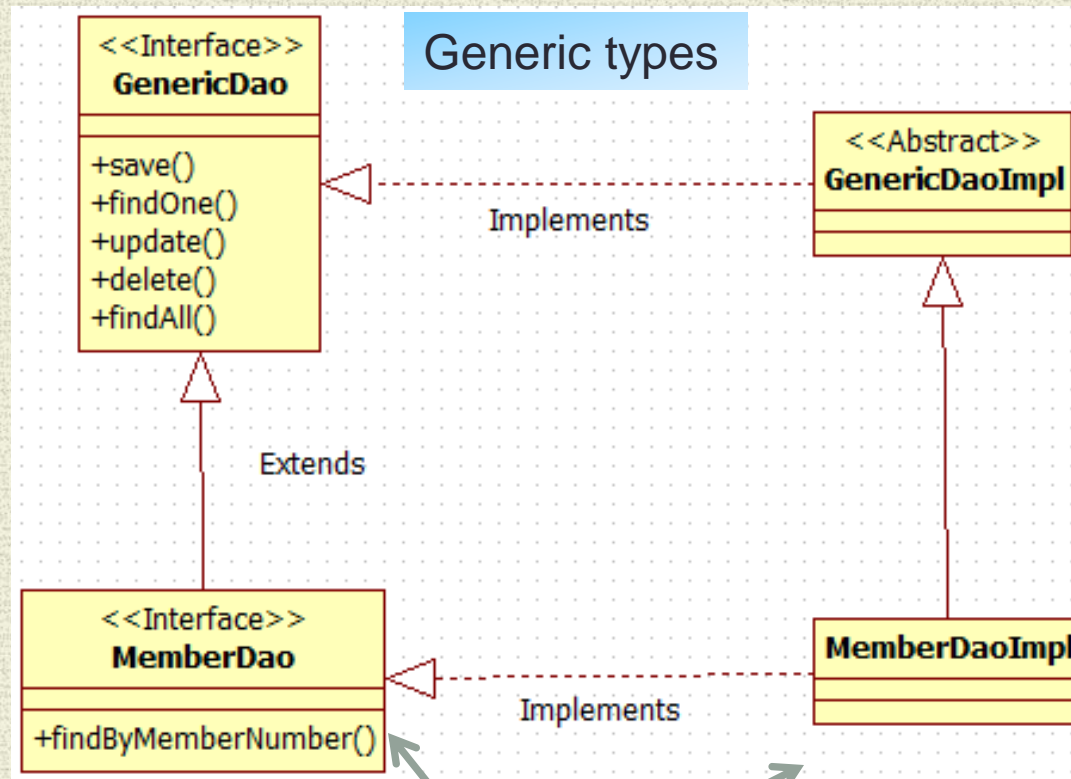 <<Interface>>
GenericDao
+save()
+findOne()
+update()
+delete()
+findAll()
Generic types
<<Abstract>>
GenericDaoImpl
Implements
Extends
<<Interface>>
MemberDao
+findByMemberNumber()
Implements
MemberDaoImpl